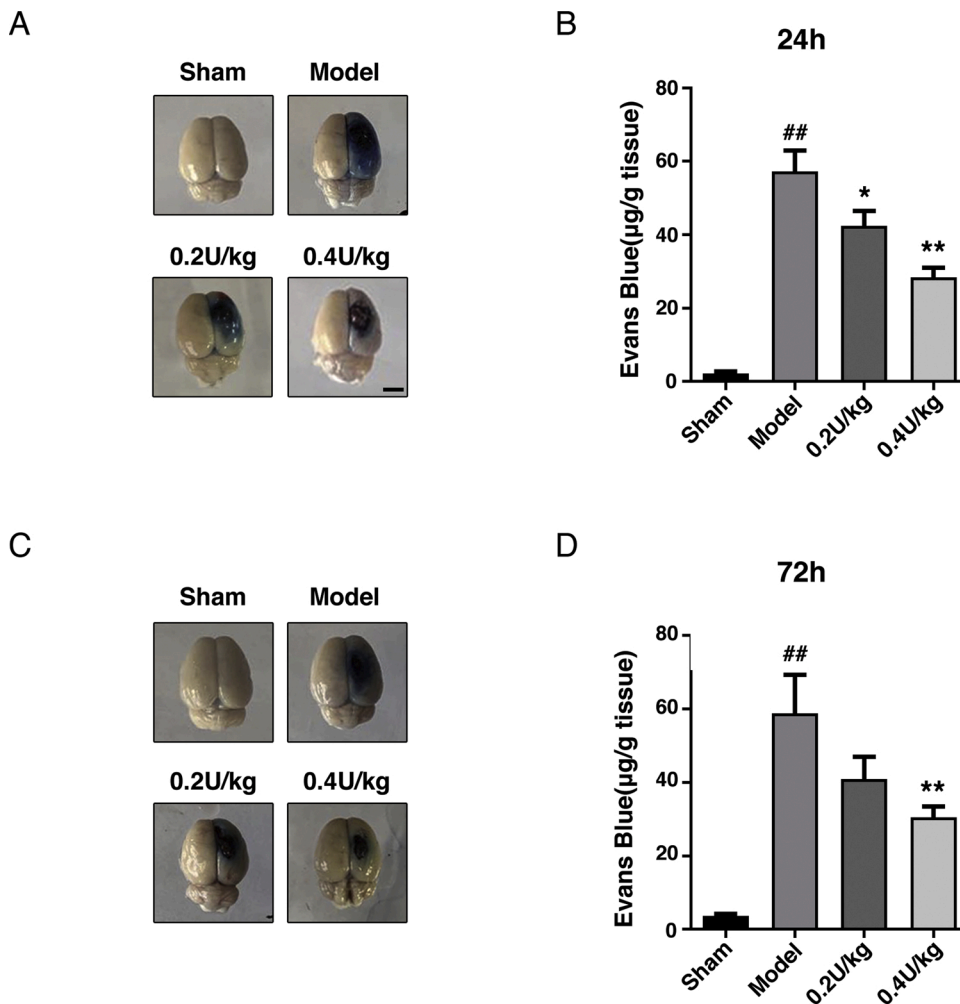 A
Sham Model
0.2U/kg 0.4U/kg
B
24h
Evans Blue(μg/g tissue)
80
60
40
20
0
##
*
**
Sham
Model
0.2U/kg
0.4U/kg
C
Sham Model
0.2U/kg 0.4U/kg
D
72h
Evans Blue(μg/g tissue)
80
60
40
20
0
##
**
Sham
Model
0.2U/kg
0.4U/kg